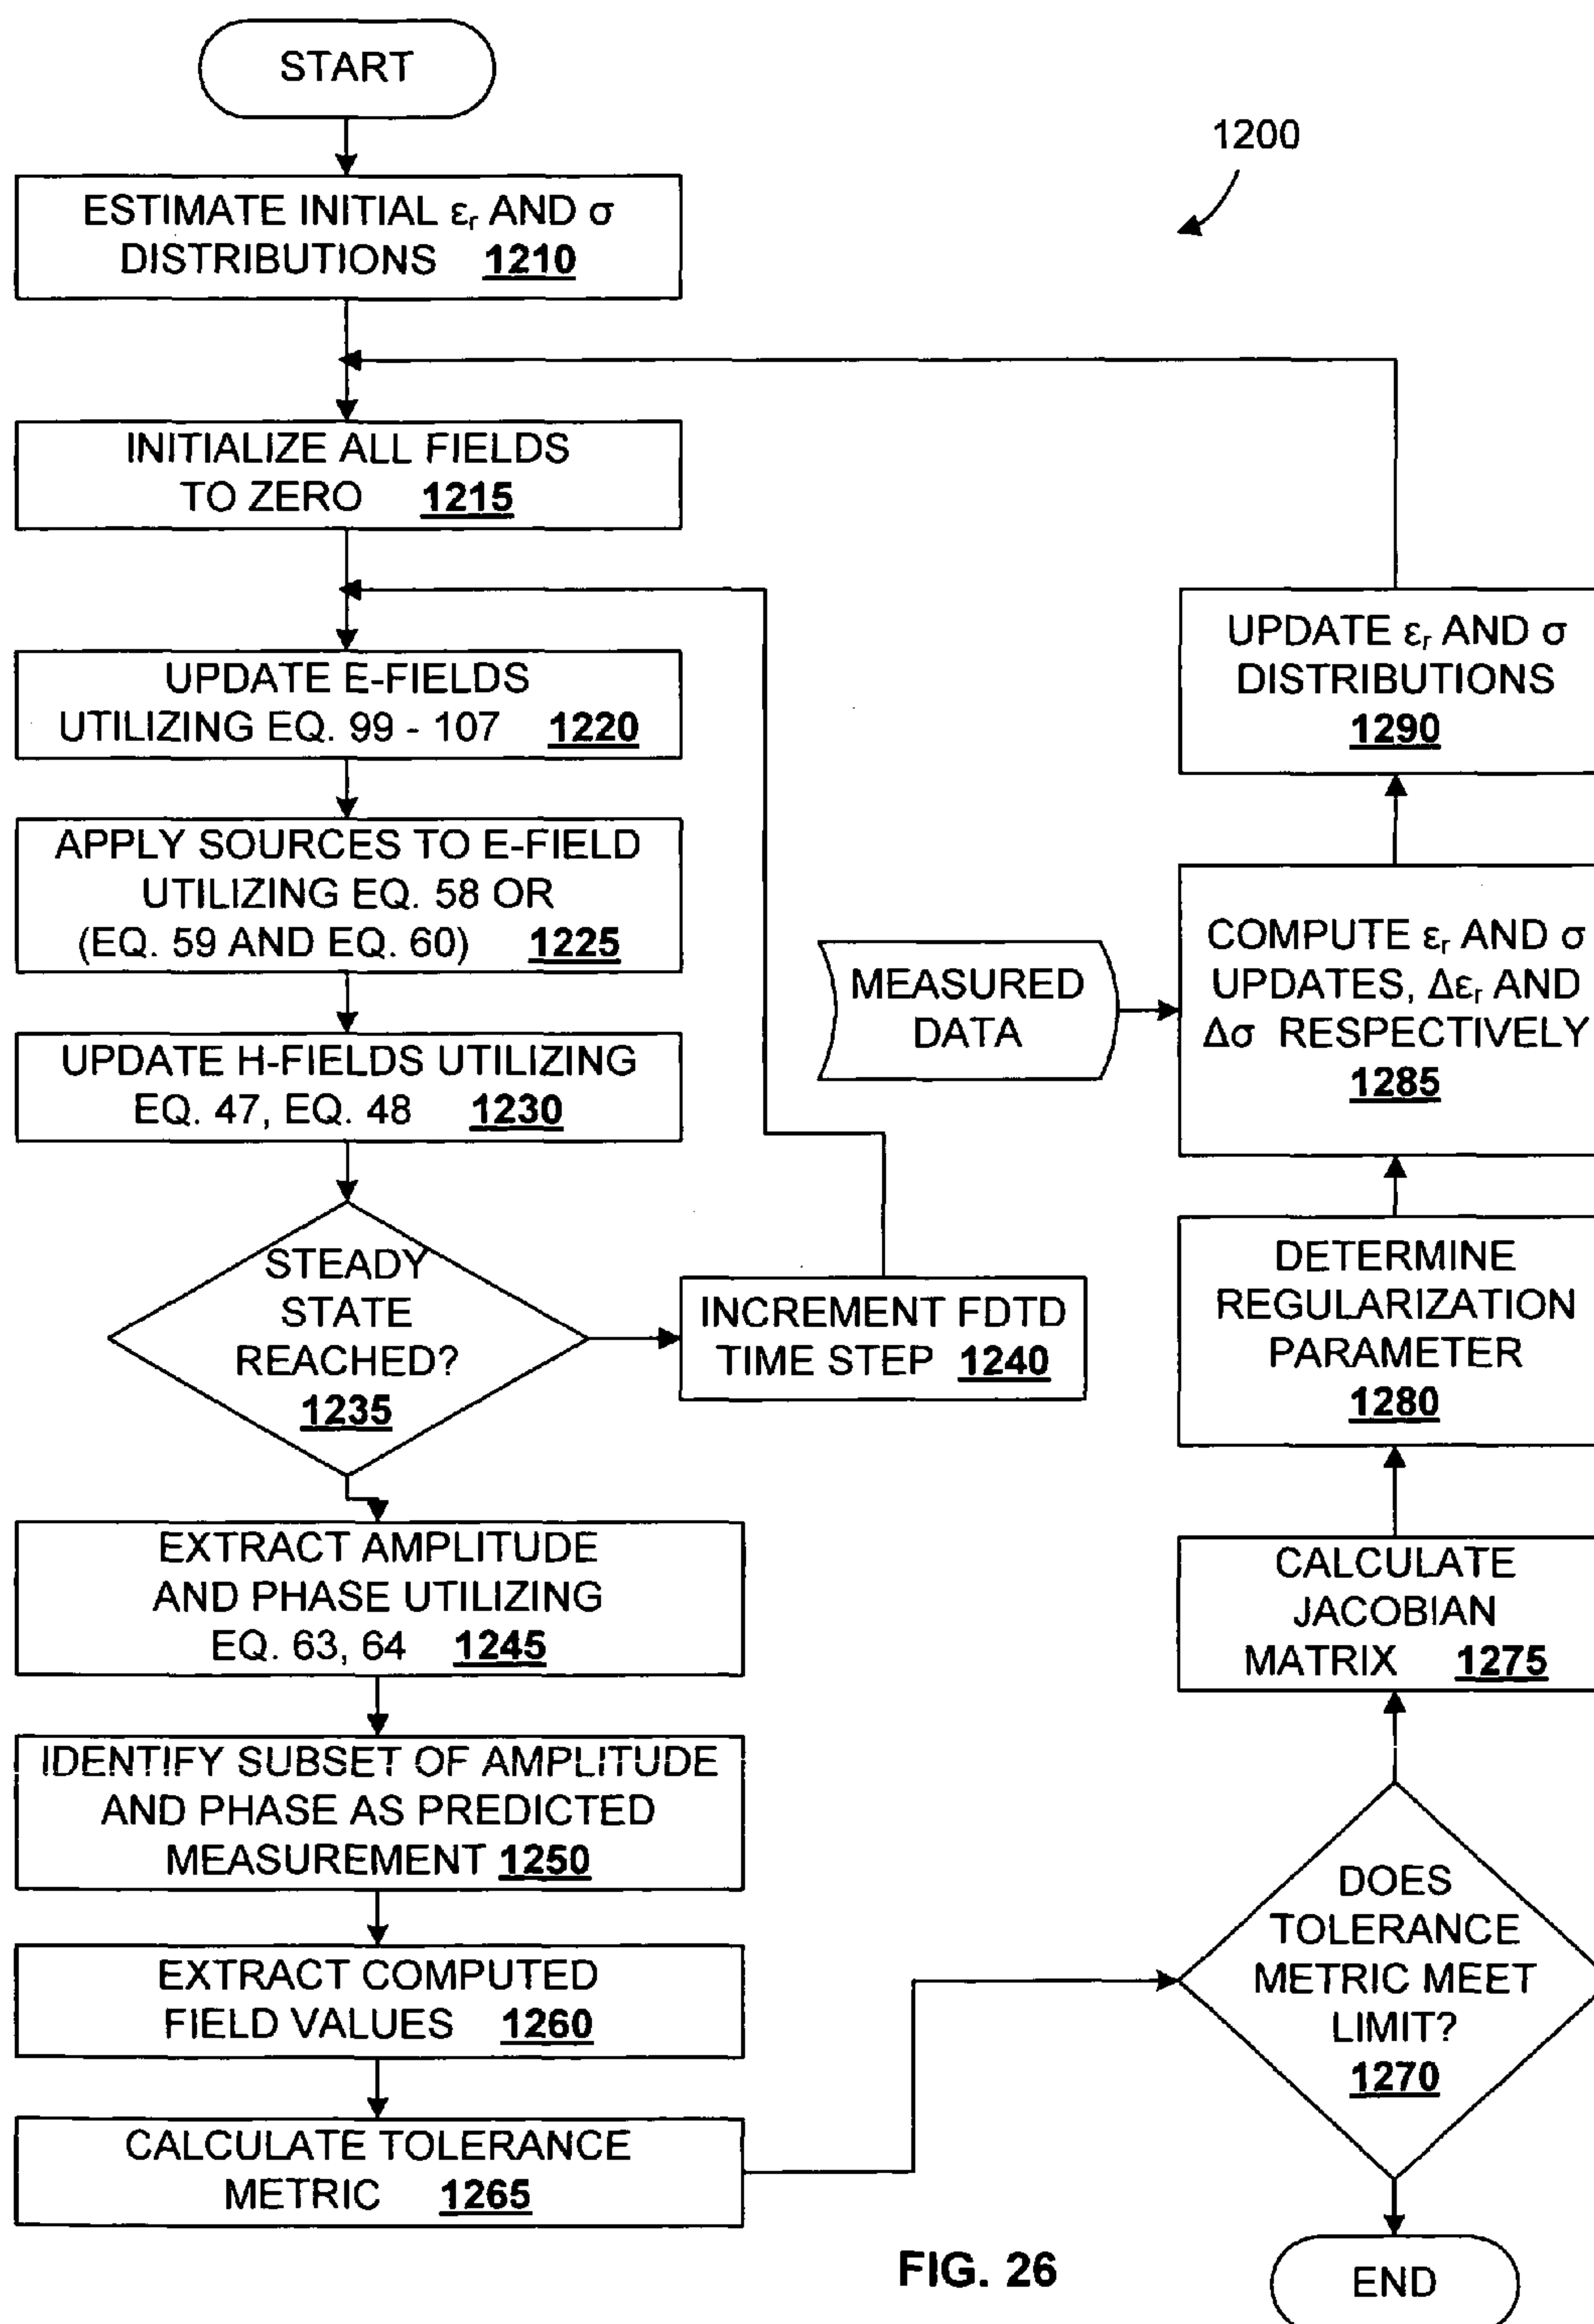 START
1200
ESTIMATE INITIAL εr AND σ
DISTRIBUTIONS 1210
INITIALIZE ALL FIELDS
TO ZERO 1215
UPDATE E-FIELDS
UTILIZING EQ. 99 - 107 1220
APPLY SOURCES TO E-FIELD
UTILIZING EQ. 58 OR
(EQ. 59 AND EQ. 60) 1225
UPDATE H-FIELDS UTILIZING
EQ. 47, EQ. 48 1230
STEADY
STATE
REACHED?
1235
INCREMENT FDTD
TIME STEP 1240
EXTRACT AMPLITUDE
AND PHASE UTILIZING
EQ. 63, 64 1245
IDENTIFY SUBSET OF AMPLITUDE
AND PHASE AS PREDICTED
MEASUREMENT 1250
EXTRACT COMPUTED
FIELD VALUES 1260
CALCULATE TOLERANCE
METRIC 1265
DOES
TOLERANCE
METRIC MEET
LIMIT?
1270
CALCULATE
JACOBIAN
MATRIX 1275
DETERMINE
REGULARIZATION
PARAMETER
1280
MEASURED
DATA
COMPUTE εr AND σ
UPDATES, Δεr AND
Δσ RESPECTIVELY
1285
UPDATE εr AND σ
DISTRIBUTIONS
1290
END
FIG. 26